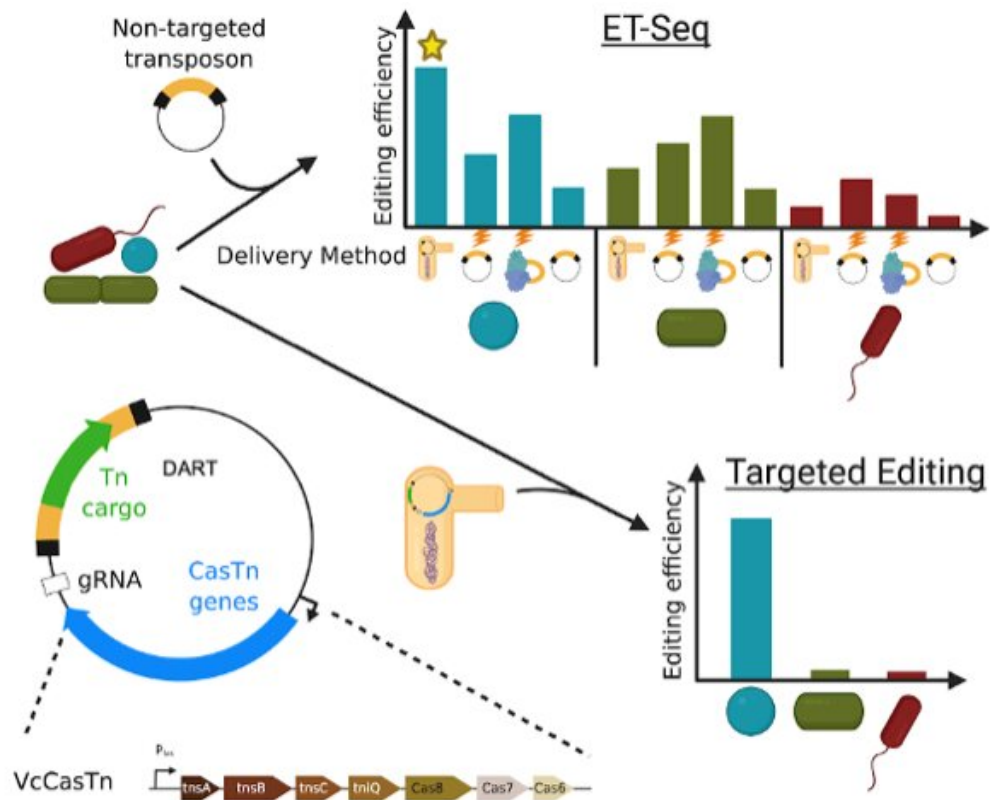 Non-targeted
transposon
ET-Seq
Editing efficiency
Delivery Method
DART
Tn
cargo
gRNA
CasTn
genes
Targeted Editing
Editing efficiency
VcCasTn
tnsA tnsB tnsC tniQ Cas8 Cas7 Cas6